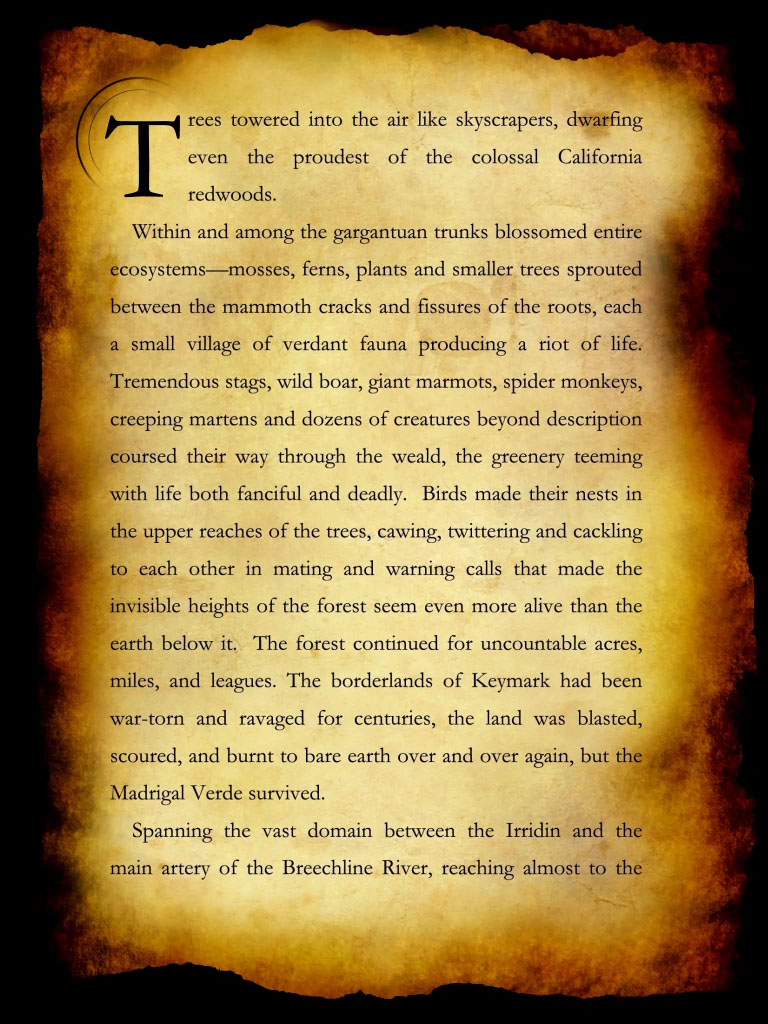 Trees towered into the air like skyscrapers, dwarfing
even the proudest of the colossal California
redwoods.
Within and among the gargantuan trunks blossomed entire
ecosystems—mosses, ferns, plants and smaller trees sprouted
between the mammoth cracks and fissures of the roots, each
a small village of verdant fauna producing a riot of life.
Tremendous stags, wild boar, giant marmots, spider monkeys,
creeping martens and dozens of creatures beyond description
coursed their way through the weald, the greenery teeming
with life both fanciful and deadly.  Birds made their nests in
the upper reaches of the trees, cawing, twittering and cackling
to each other in mating and warning calls that made the
invisible heights of the forest seem even more alive than the
earth below it.  The forest continued for uncountable acres,
miles, and leagues. The borderlands of Keymark had been
war-torn and ravaged for centuries, the land was blasted,
scoured, and burnt to bare earth over and over again, but the
Madrigal Verde survived.
Spanning the vast domain between the Irridin and the
main artery of the Breechline River, reaching almost to the